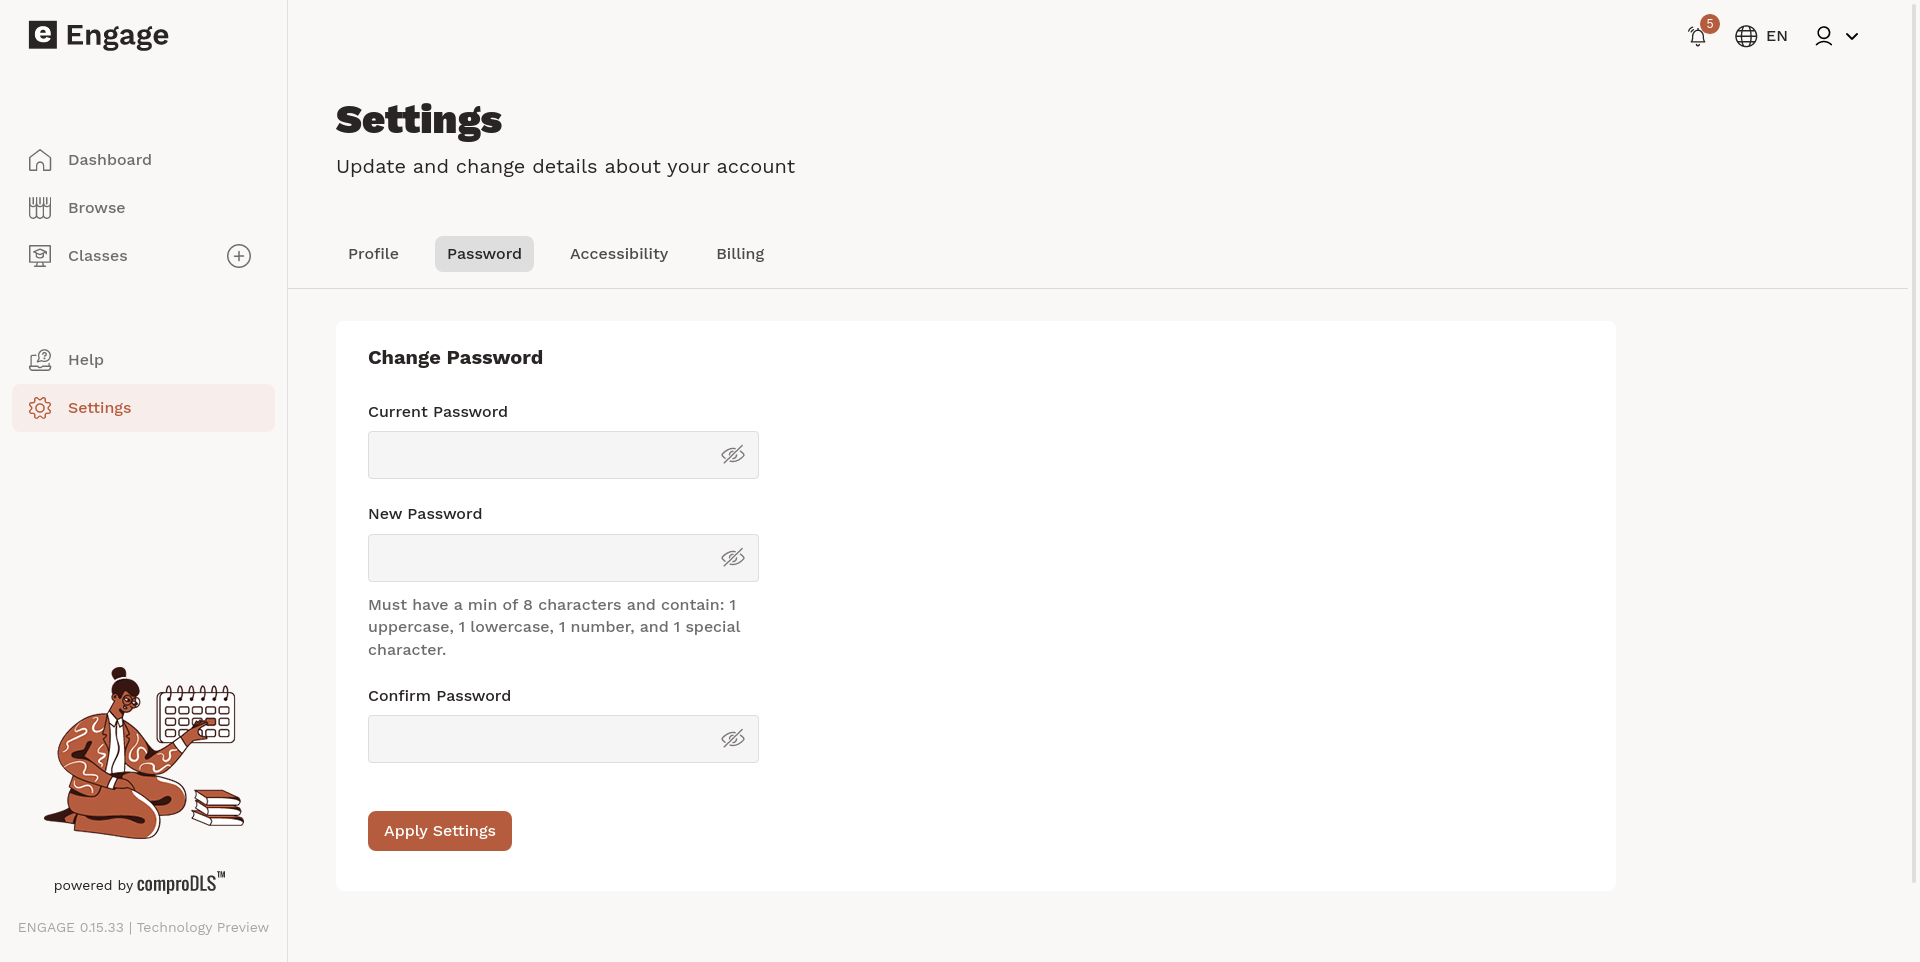 e Engage
5
EN
Dashboard
Browse
Classes
Help
Settings
powered by comproDLS™
ENGAGE 0.15.33 | Technology Preview
Settings
Update and change details about your account
Profile
Password
Accessibility
Billing
Change Password
Current Password
New Password
Must have a min of 8 characters and contain: 1
uppercase, 1 lowercase, 1 number, and 1 special
character.
Confirm Password
Apply Settings